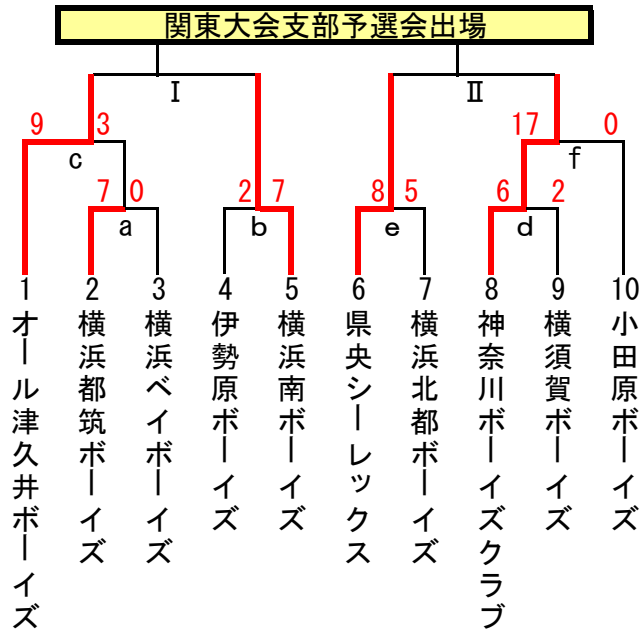 関東大会支部予選会出場
Ⅰ Ⅱ
9 3 17 0
c f
7 0 2 7 8 5 6 2
a b e d
1 2 3 4 5 6 7 8 9 10
オール津久井ボーイズ
横浜都筑ボーイズ
横浜ベイボーイズ
伊勢原ボーイズ
横浜南ボーイズ
県央シーレックス
横浜北都ボーイズ
神奈川ボーイズクラブ
横須賀ボーイズ
小田原ボーイズ